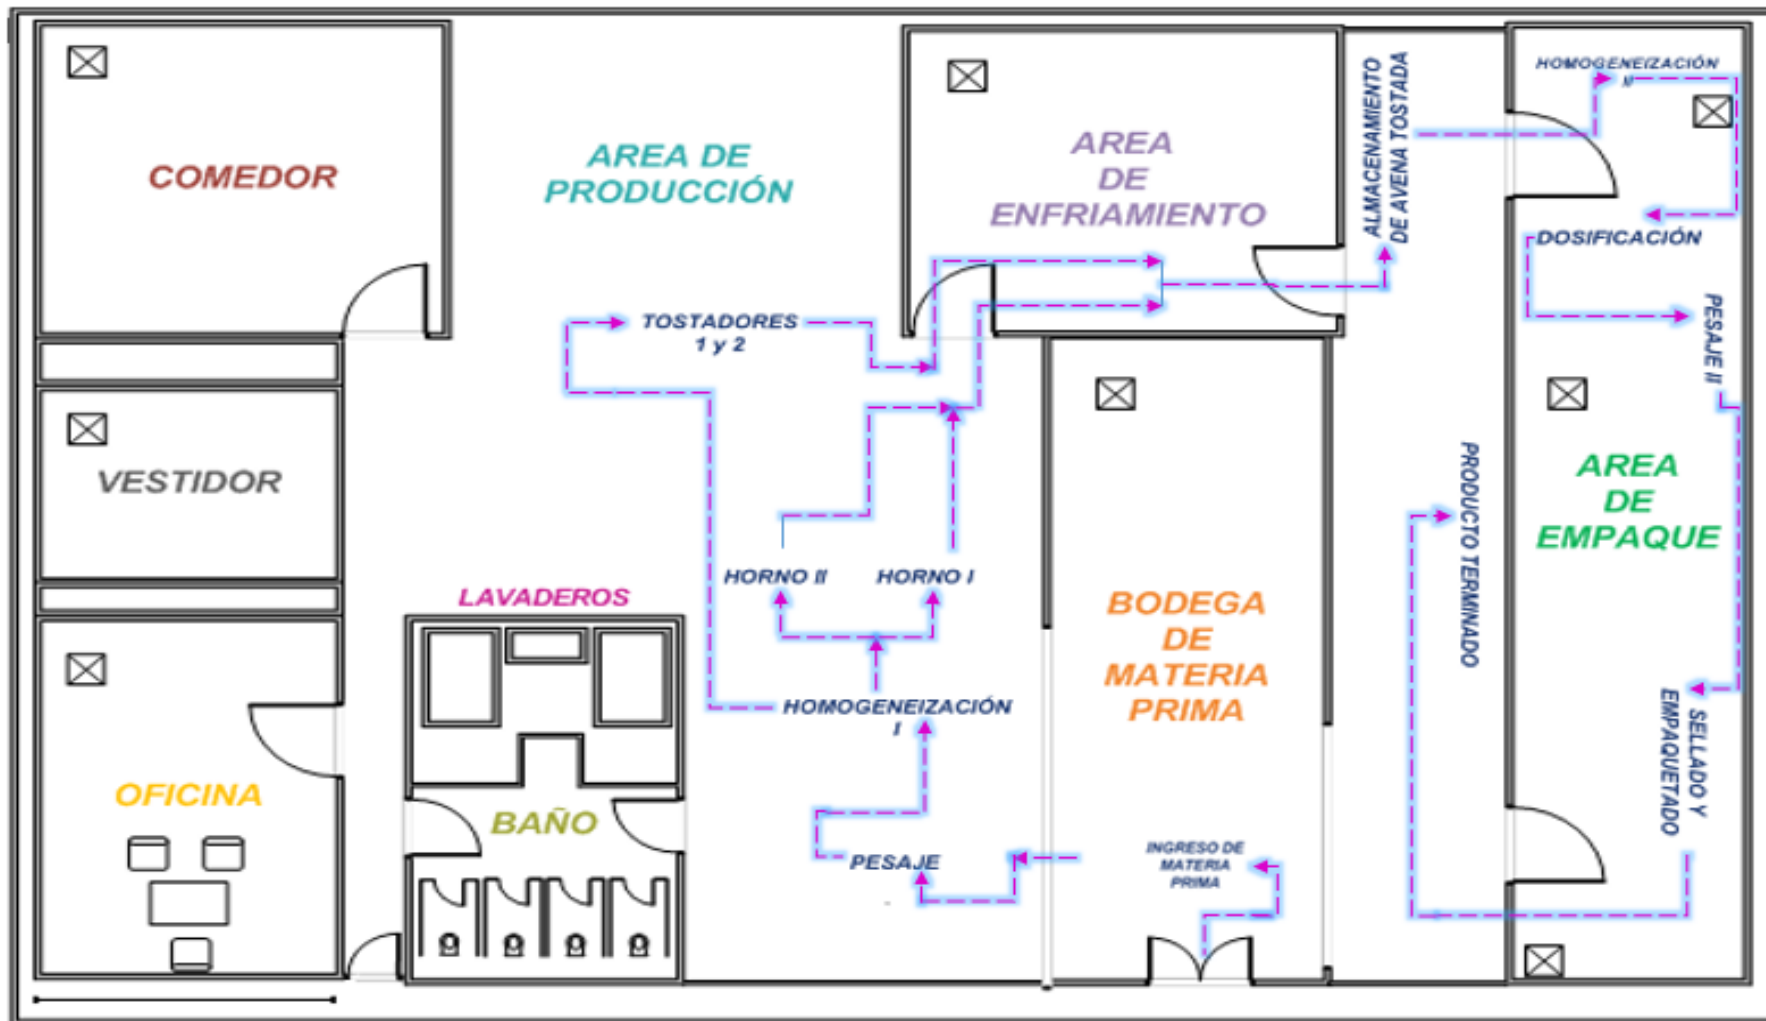 COMEDOR
AREA DE
PRODUCCIÓN
AREA
DE
ENFRIAMIENTO
ALMACENAMIENTO
DE AVENA TOSTADA
HOMOGENEIZACIÓN
II
DOSIFICACIÓN
PESAJE II
TOSTADORES
1 y 2
VESTIDOR
AREA
DE
EMPAQUE
PRODUCTO TERMINADO
HORNO II
HORNO I
LAVADEROS
BODEGA
DE
MATERIA
PRIMA
HOMOGENEIZACIÓN
I
SELLADO Y
EMPAQUETADO
OFICINA
BAÑO
PESAJE
INGRESO DE
MATERIA
PRIMA